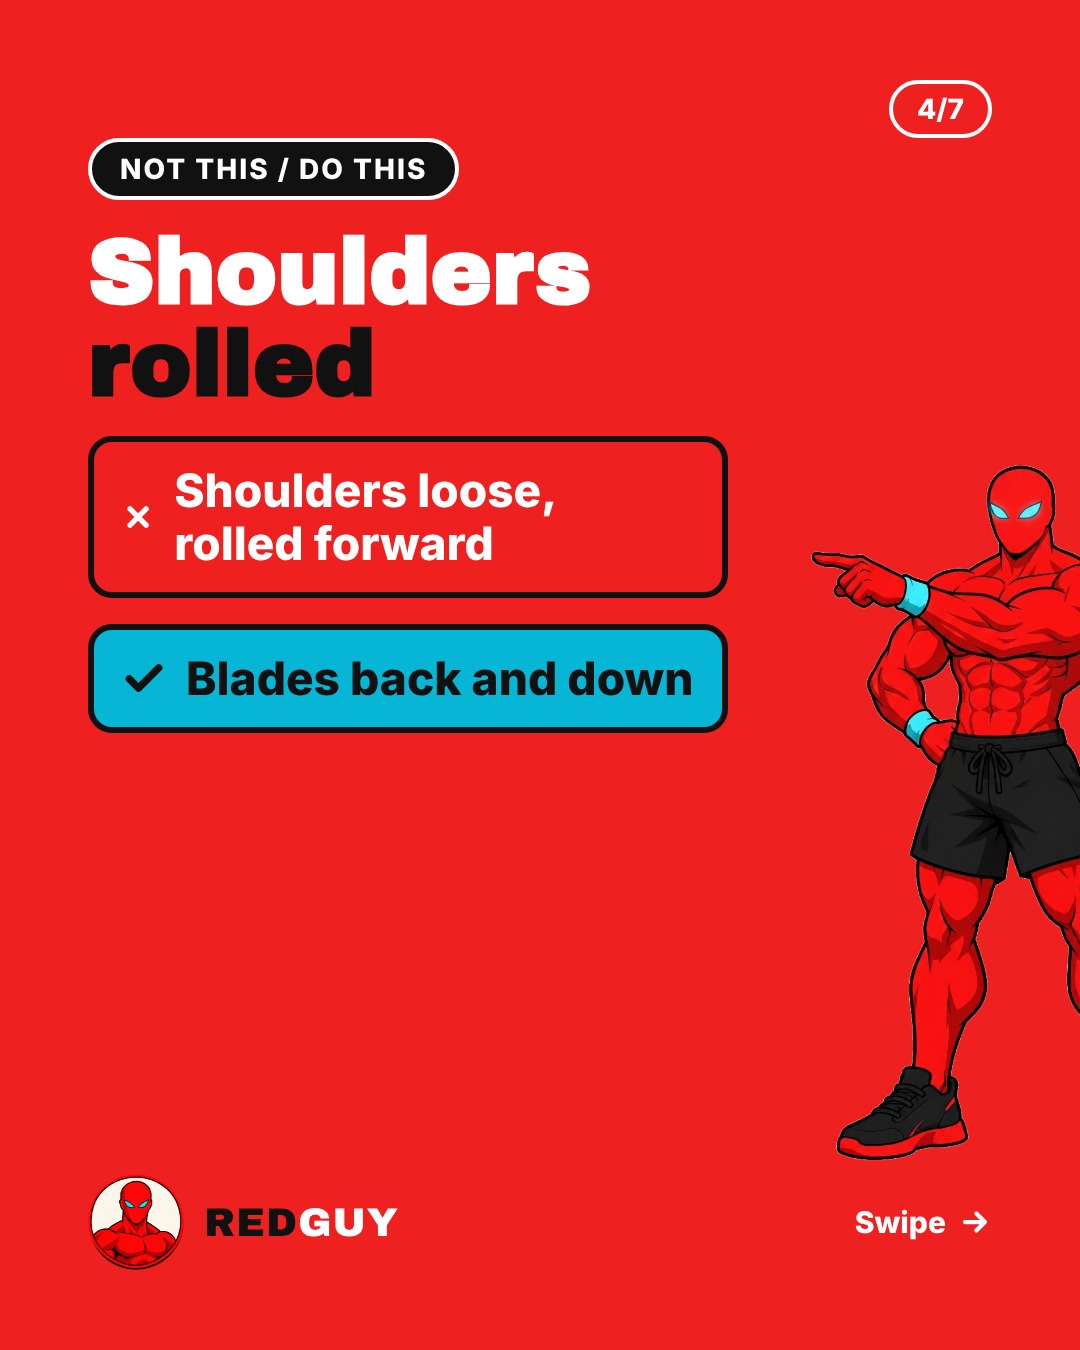 4/7
NOT THIS / DO THIS
Shoulders
rolled
Shoulders loose,
rolled forward
Blades back and down
REDGUY
Swipe →